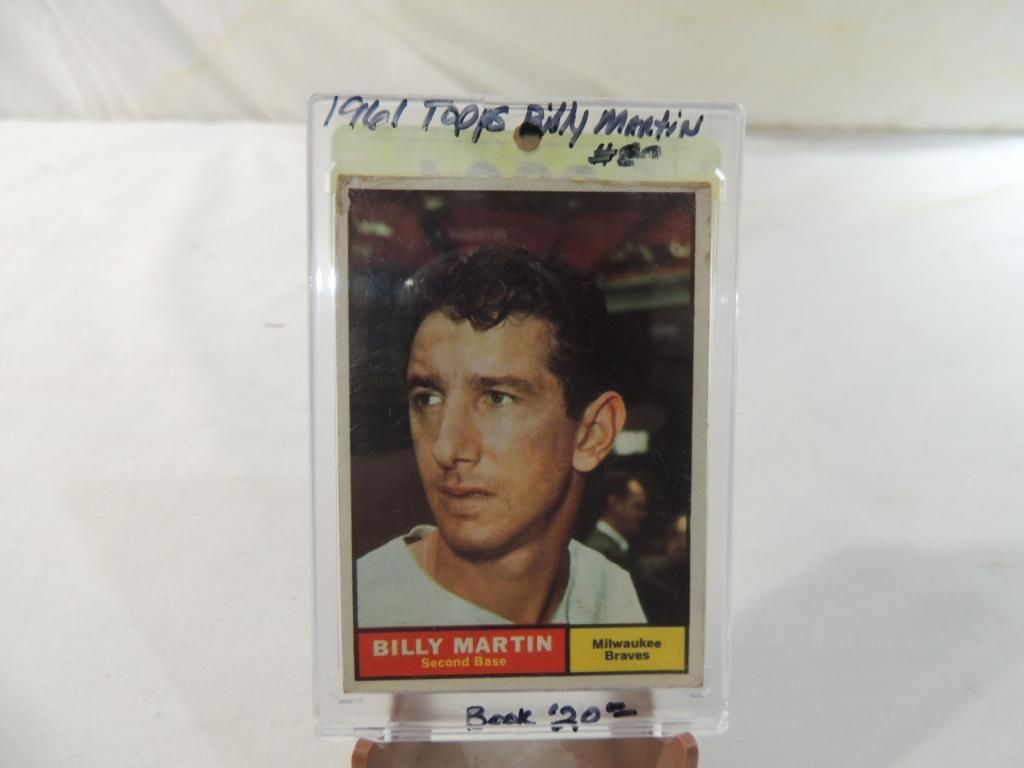 1961 Topps Billy Martin
BILLY MARTIN
Second Base
Milwaukee
Braves
Book